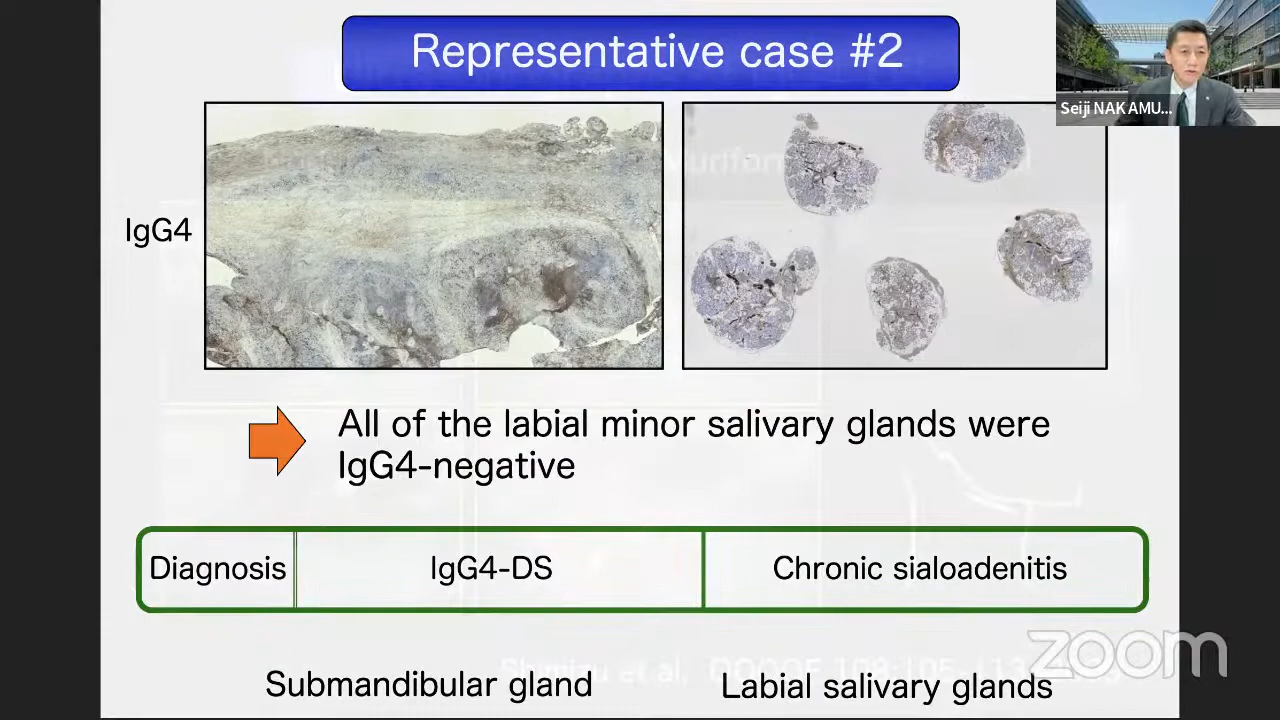 Representative case #2
Seiji NAKAMU...
IgG4
All of the labial minor salivary glands were
IgG4-negative
Diagnosis
IgG4-DS
Chronic sialoadenitis
zoom
Submandibular gland
Labial salivary glands